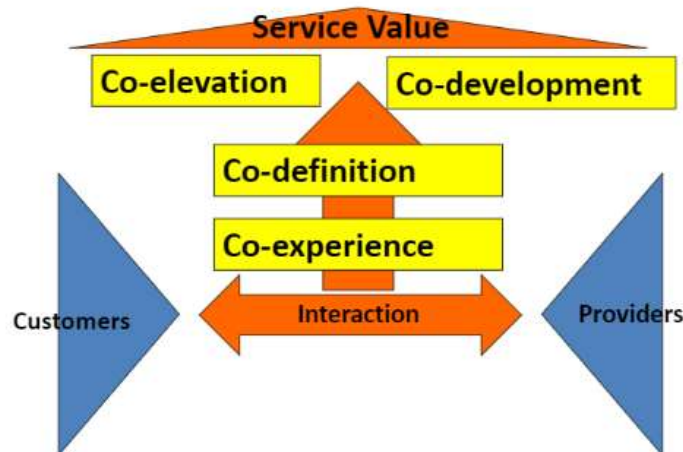 Service Value
Co-elevation
Co-development
Co-definition
Co-experience
Customers
Interaction
Providers